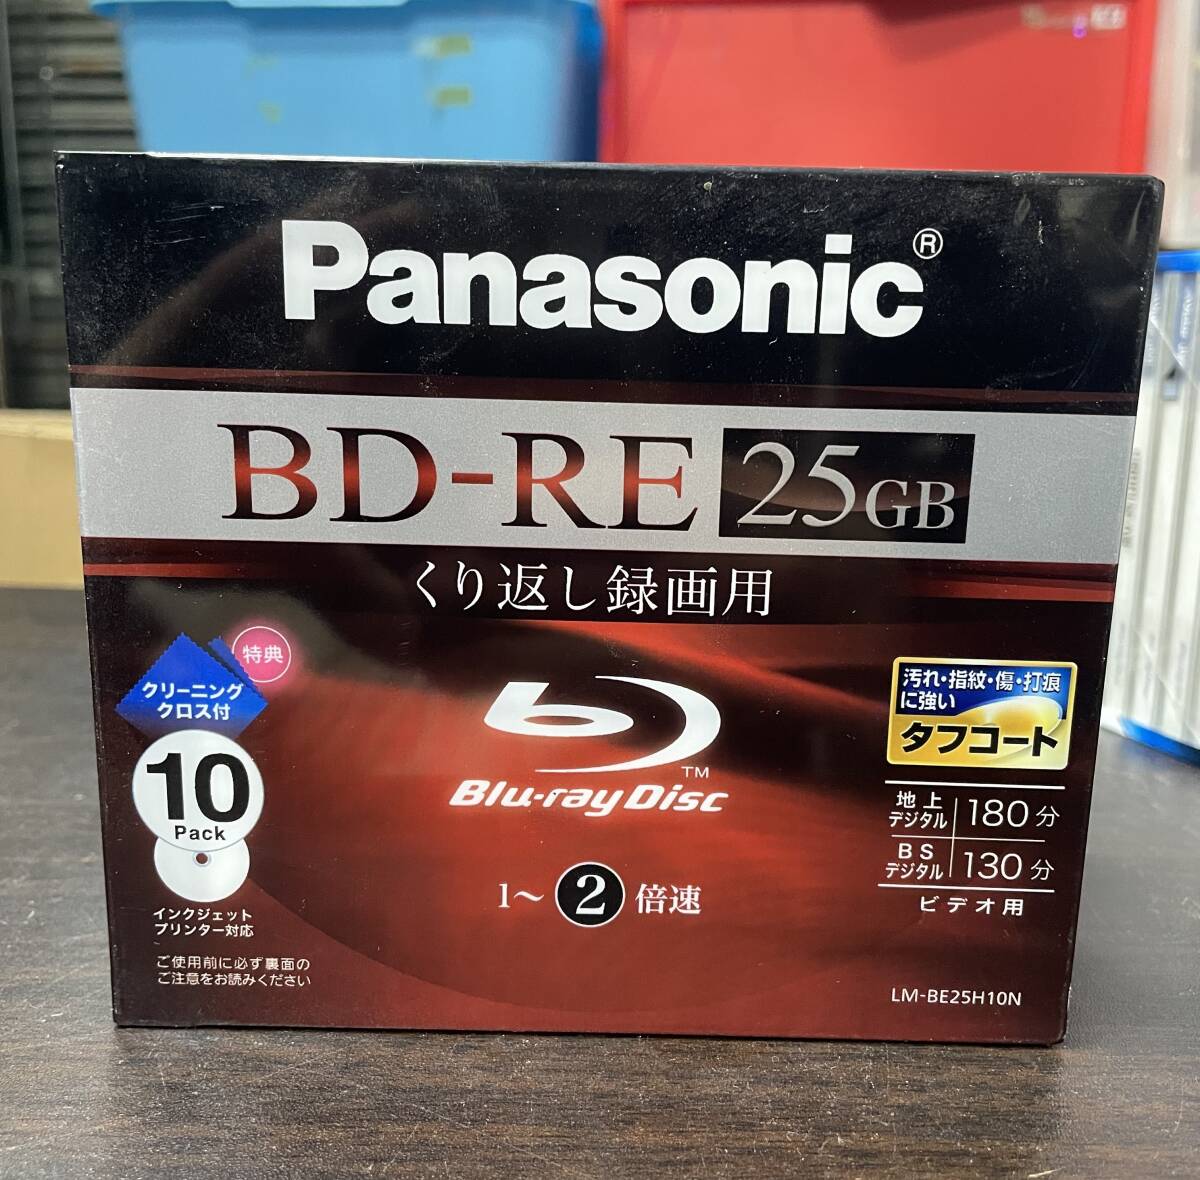 Panasonic®
BD-RE 25GB
くり返し録画用
特典
クリーニング
クロス付
10
Pack
インクジェット
プリンター対応
ご使用前に必ず裏面の
ご注意をお読みください
Blu-ray Disc™
1〜2倍速
汚れ・指紋・傷・打痕
に強い
タフコート
地上
デジタル 180分
BS
デジタル 130分
ビデオ用
LM-BE25H10N